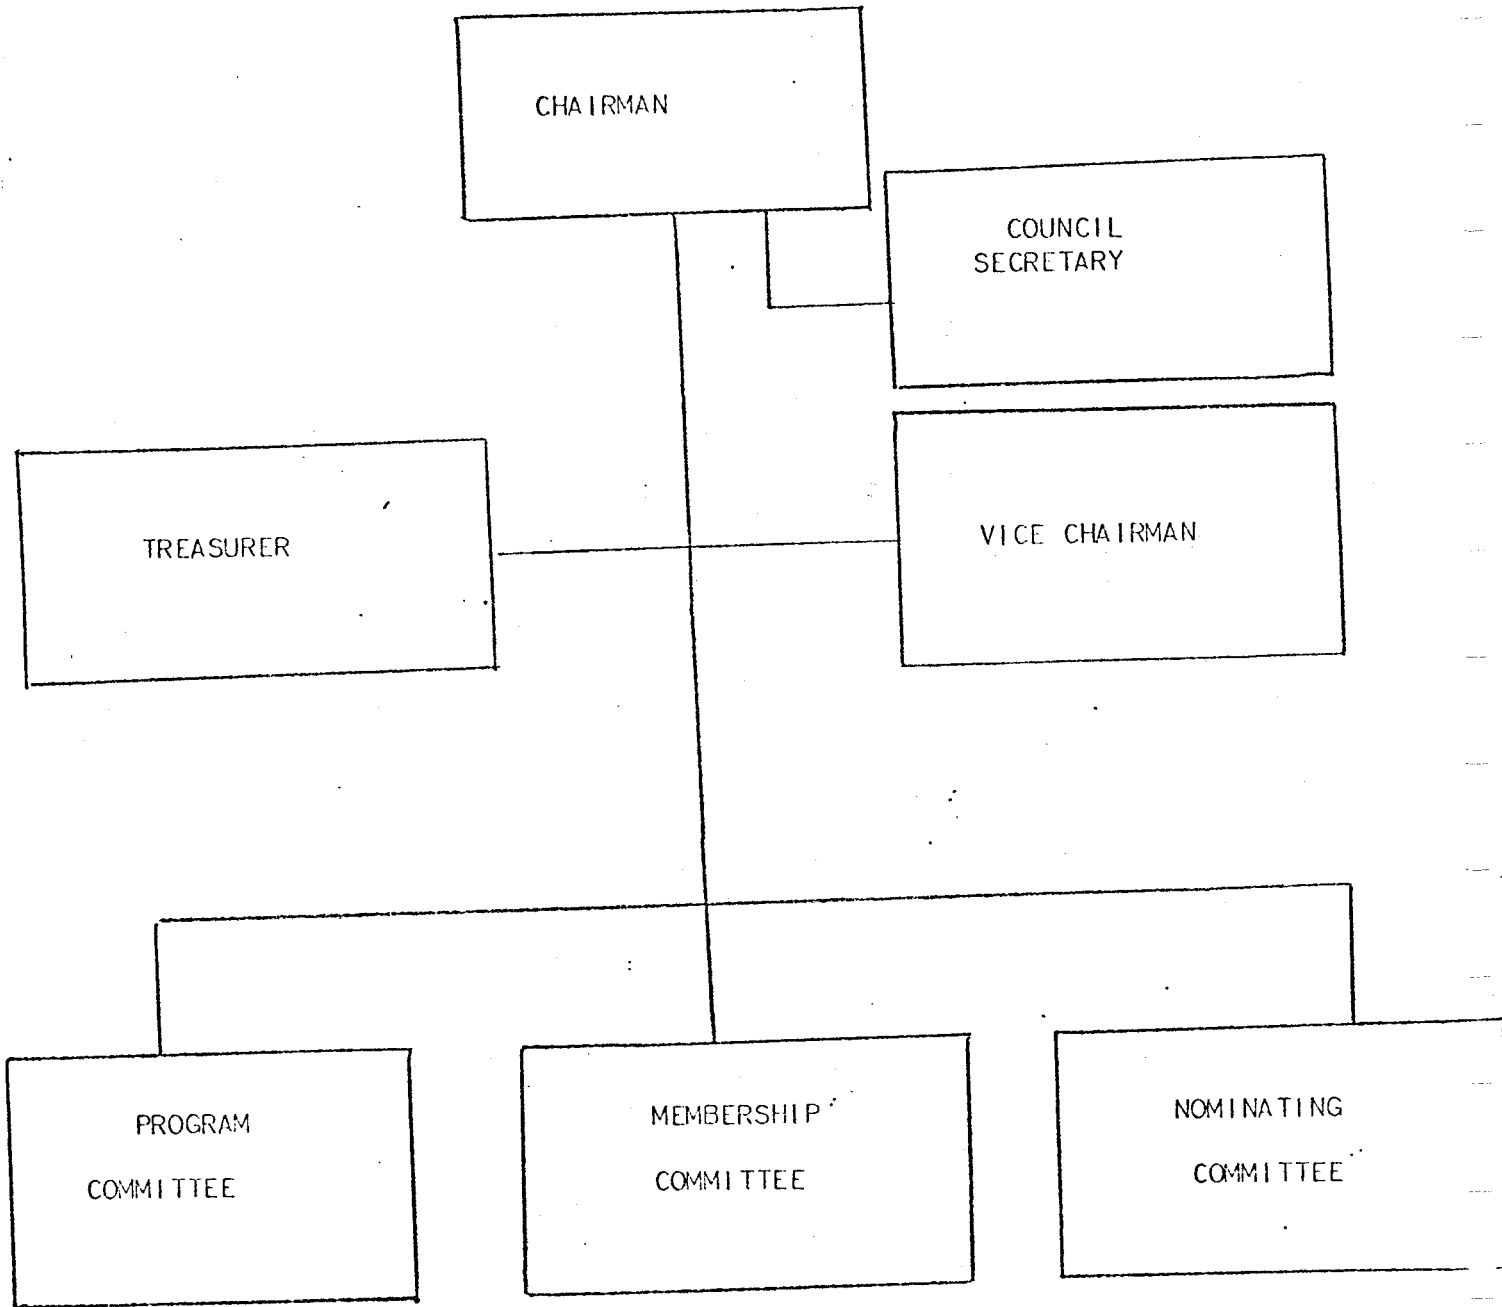 CHAIRMAN
COUNCIL
SECRETARY
TREASURER
VICE CHAIRMAN
PROGRAM
COMMITTEE
MEMBERSHIP
COMMITTEE
NOMINATING
COMMITTEE